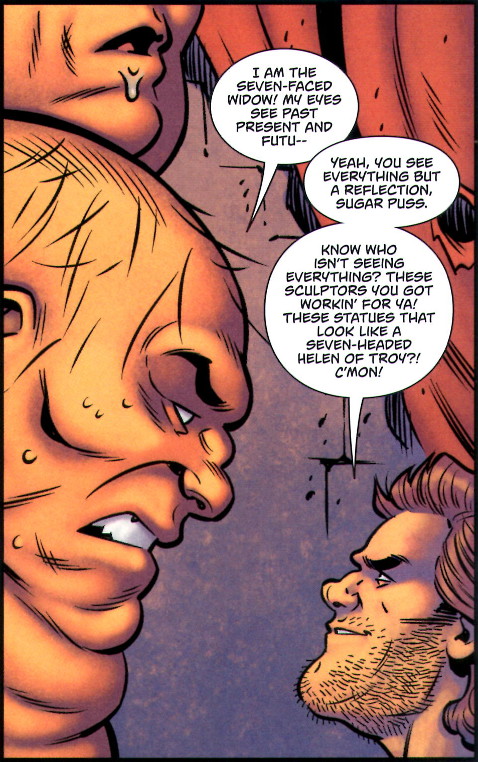 I AM THE
SEVEN-FACED
WIDOW! MY EYES
SEE PAST
PRESENT AND
FUTU--
YEAH, YOU SEE
EVERYTHING BUT
A REFLECTION,
SUGAR PUSS.
KNOW WHO
ISN'T SEEING
EVERYTHING? THESE
SCULPTORS YOU GOT
WORKIN' FOR YA!
THESE STATUES THAT
LOOK LIKE A
SEVEN-HEADED
HELEN OF TROY?!
C'MON!